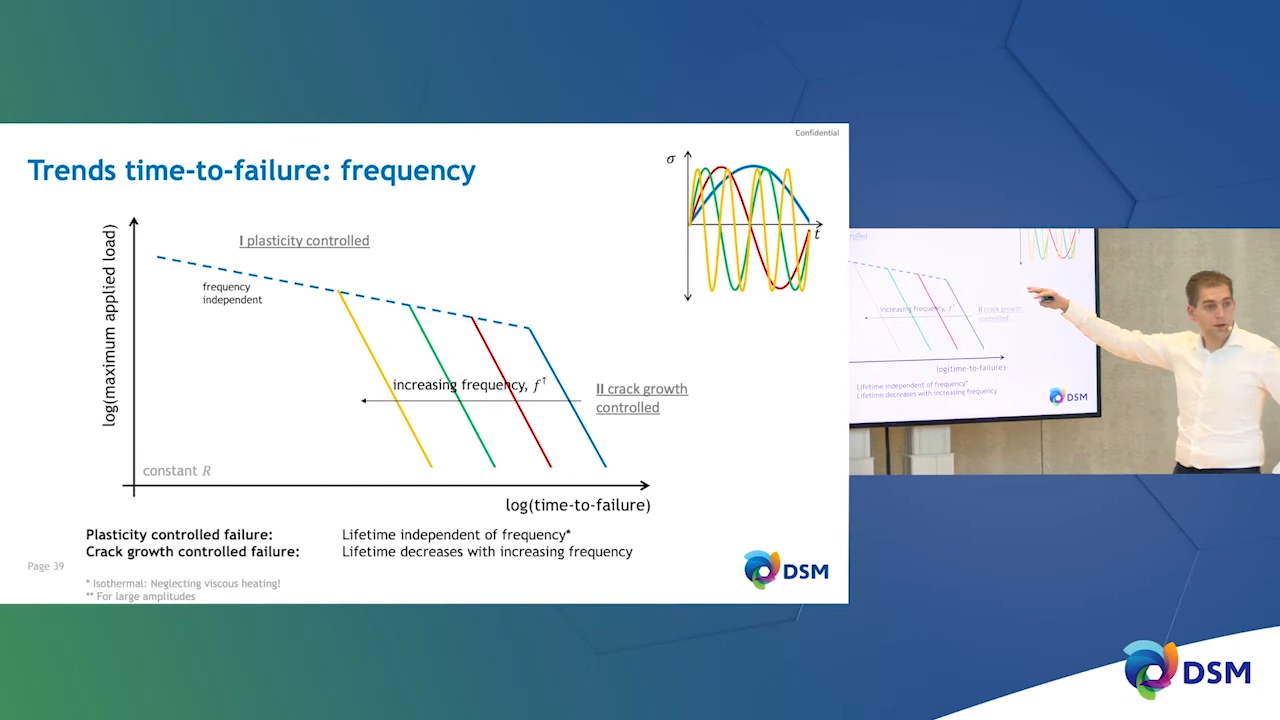 Confidential
Trends time-to-failure: frequency
σ
t
log(maximum applied load)
I plasticity controlled
frequency
independent
increasing frequency, f↑
II crack growth
controlled
constant R
log(time-to-failure)
Plasticity controlled failure: Lifetime independent of frequency*
Crack growth controlled failure: Lifetime decreases with increasing frequency
Page 39
* Isothermal: Neglecting viscous heating!
** For large amplitudes
DSM
increasing frequency, f↑
II crack growth
controlled
log(time-to-failure)
Lifetime independent of frequency*
Lifetime decreases with increasing frequency
DSM
DSM